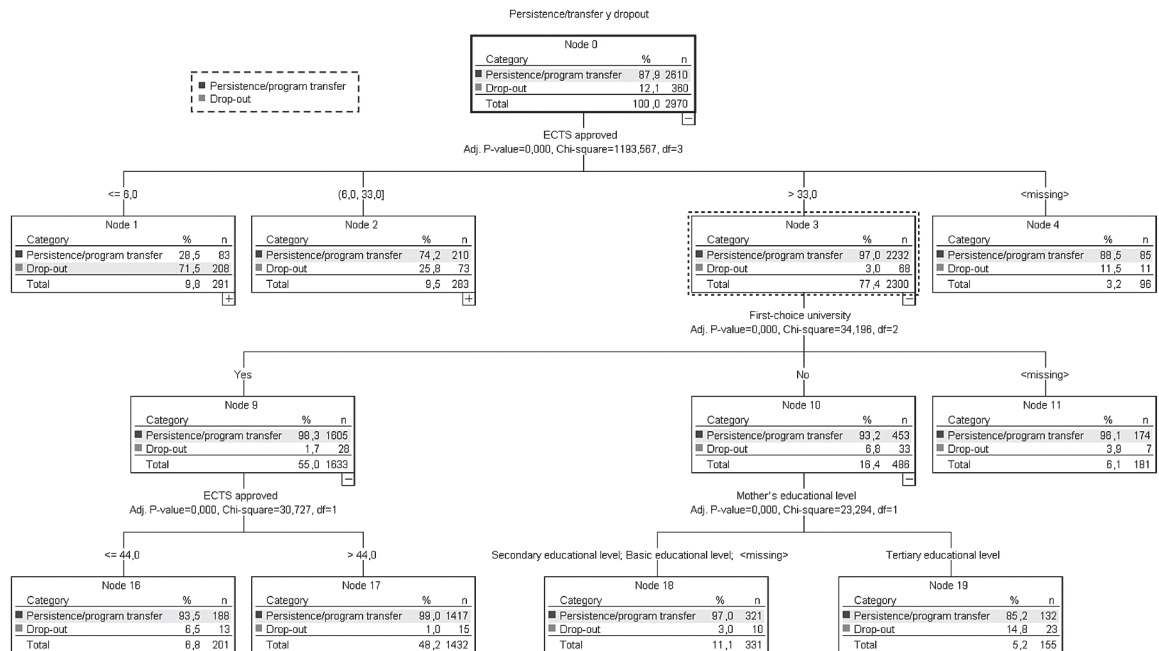 Persistence/transfer y dropout
Node 0
Category % n
Persistence/program transfer 87,9 2610
Drop-out 12,1 360
Total 100,0 2970
Persistence/program transfer
Drop-out
ECTS approved
Adj. P-value=0,000, Chi-square=1193,567, df=3
<= 6,0
(6,0, 33,0]
> 33,0
<missing>
Node 1
Category % n
Persistence/program transfer 28,5 83
Drop-out 71,5 208
Total 9,8 291
Node 2
Category % n
Persistence/program transfer 74,2 210
Drop-out 25,8 73
Total 9,5 283
Node 3
Category % n
Persistence/program transfer 97,0 2232
Drop-out 3,0 68
Total 77,4 2300
Node 4
Category % n
Persistence/program transfer 88,5 85
Drop-out 11,5 11
Total 3,2 96
First-choice university
Adj. P-value=0,000, Chi-square=34,196, df=2
Yes
No
<missing>
Node 9
Category % n
Persistence/program transfer 98,3 1605
Drop-out 1,7 28
Total 55,0 1633
Node 10
Category % n
Persistence/program transfer 93,2 453
Drop-out 6,8 33
Total 16,4 486
Node 11
Category % n
Persistence/program transfer 96,1 174
Drop-out 3,9 7
Total 6,1 181
ECTS approved
Adj. P-value=0,000, Chi-square=30,727, df=1
Mother's educational level
Adj. P-value=0,000, Chi-square=23,294, df=1
<= 44,0
> 44,0
Secondary educational level; Basic educational level; <missing>
Tertiary educational level
Node 16
Category % n
Persistence/program transfer 93,5 188
Drop-out 6,5 13
Total 6,8 201
Node 17
Category % n
Persistence/program transfer 99,0 1417
Drop-out 1,0 15
Total 48,2 1432
Node 18
Category % n
Persistence/program transfer 97,0 321
Drop-out 3,0 10
Total 11,1 331
Node 19
Category % n
Persistence/program transfer 85,2 132
Drop-out 14,8 23
Total 5,2 155